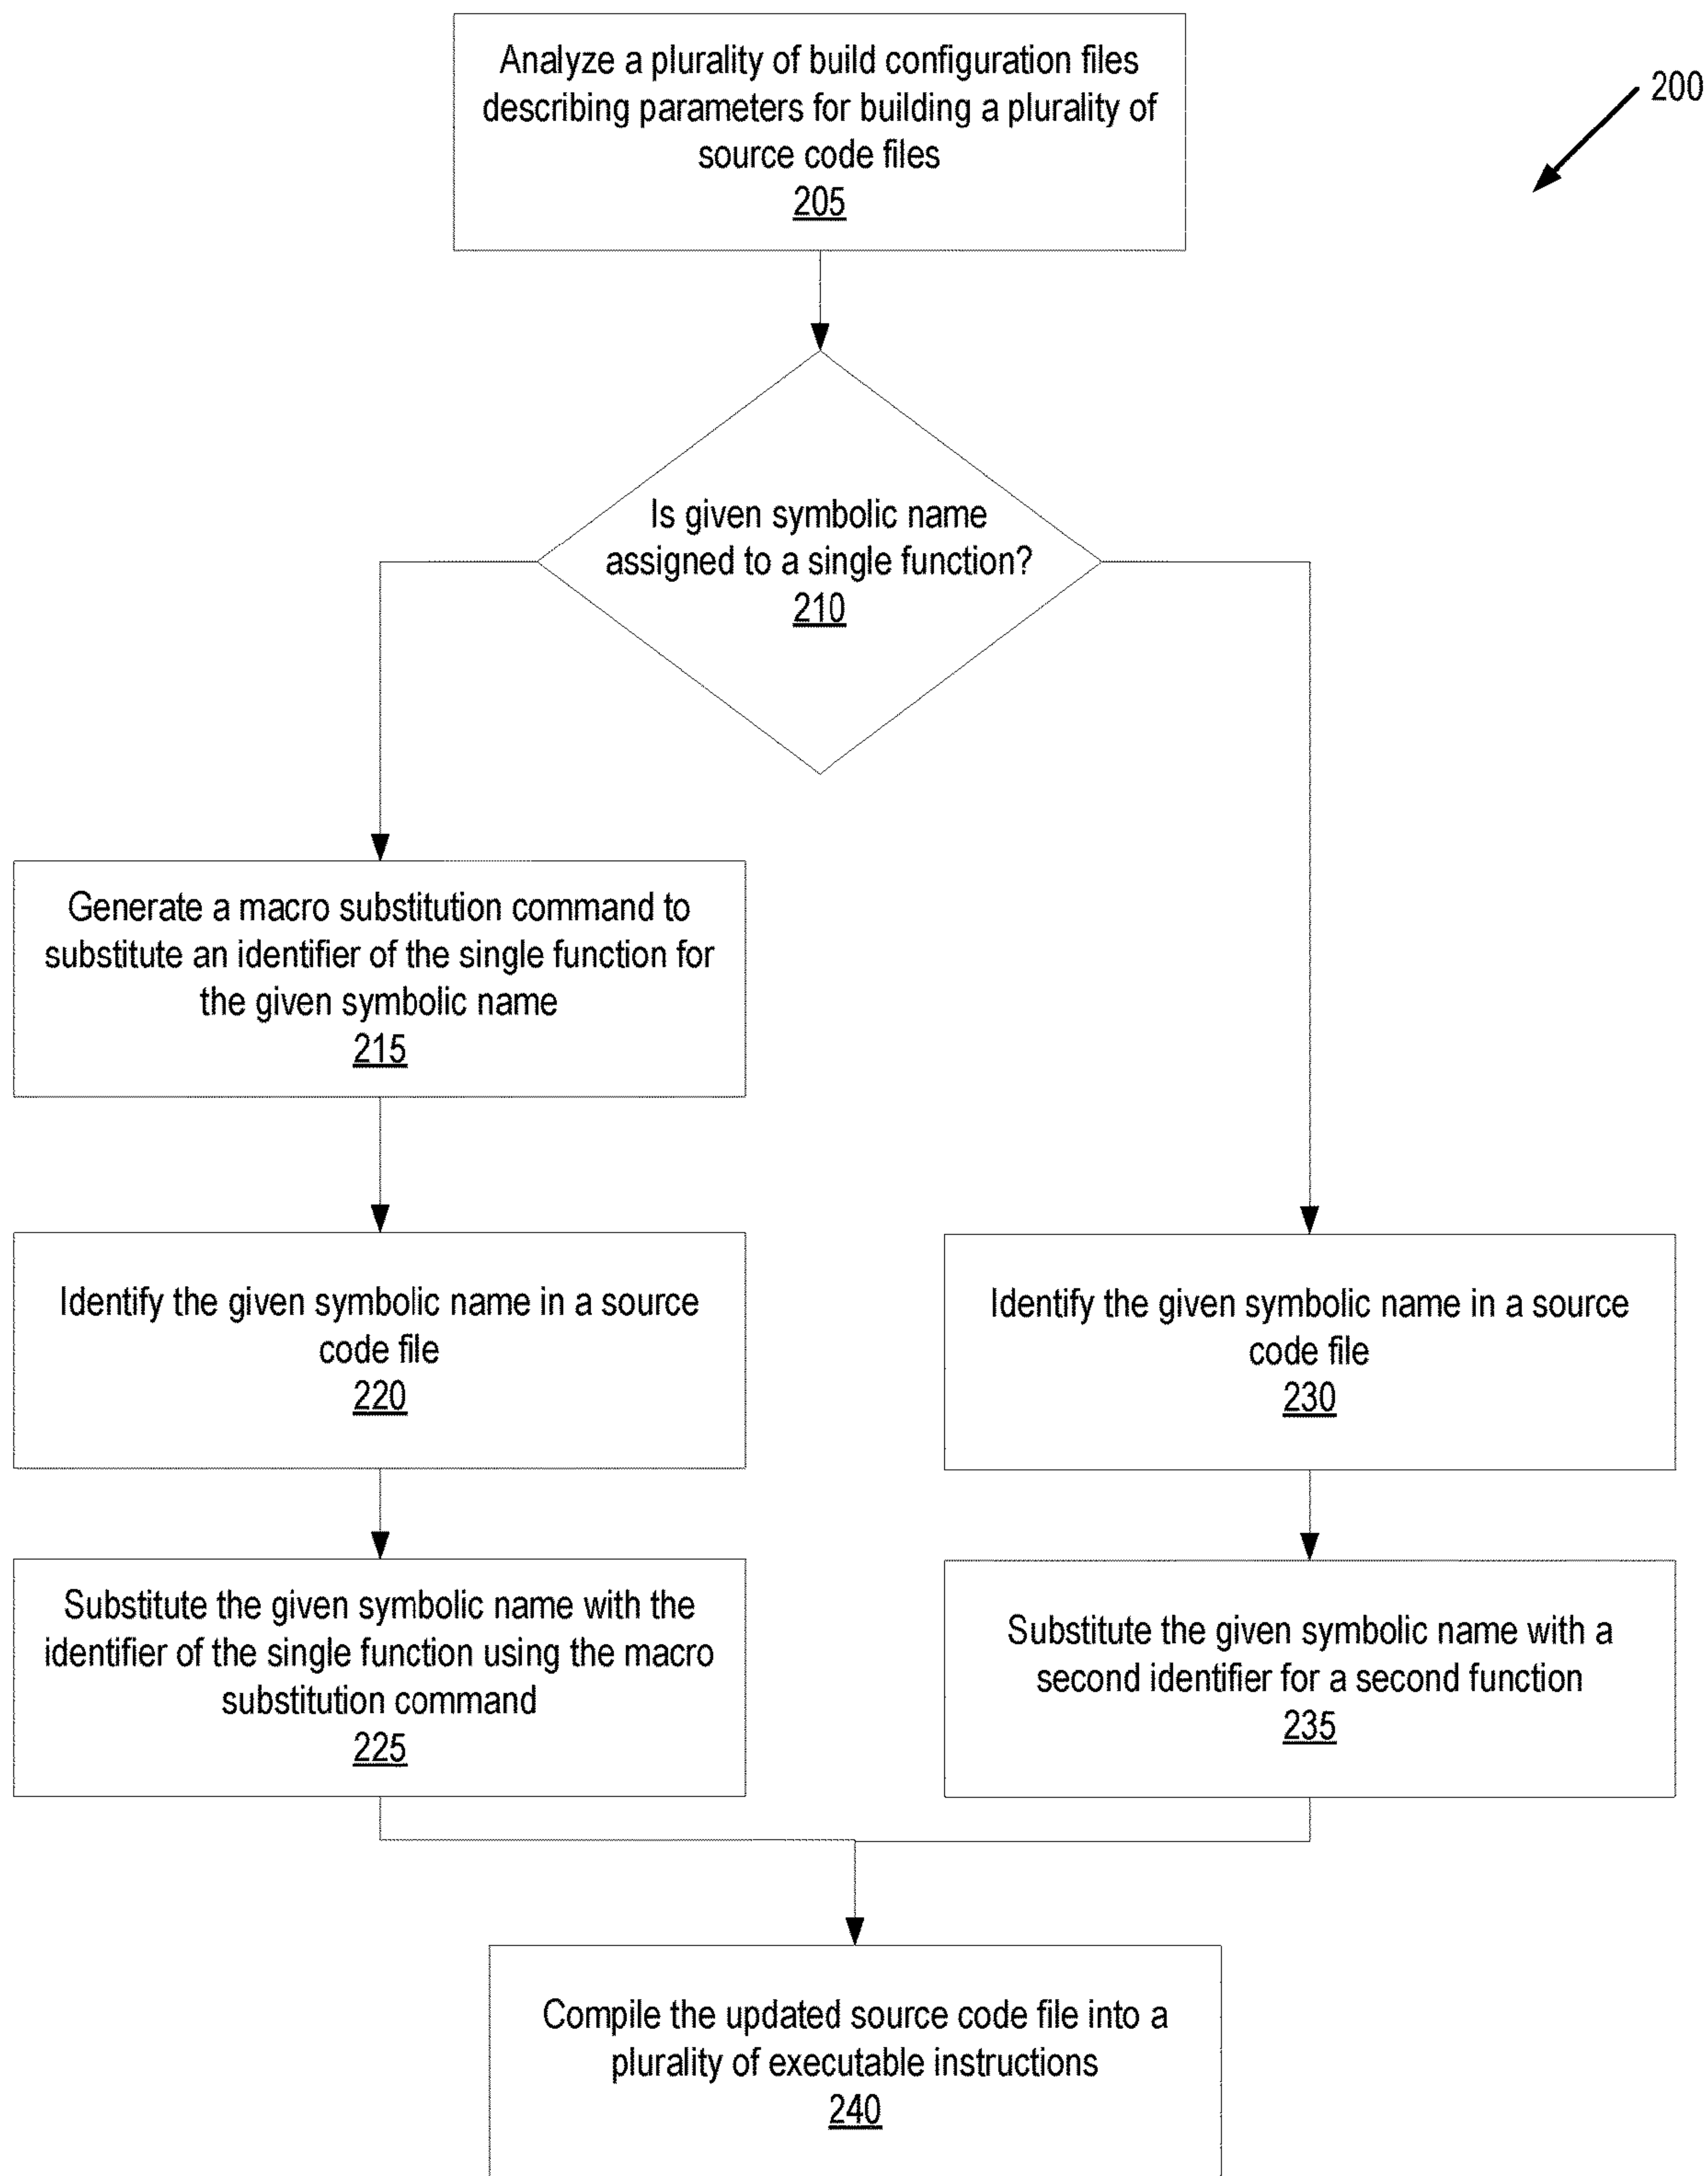 Analyze a plurality of build configuration files
describing parameters for building a plurality of
source code files
205
200
Is given symbolic name
assigned to a single function?
210
Generate a macro substitution command to
substitute an identifier of the single function for
the given symbolic name
215
Identify the given symbolic name in a source
code file
220
Identify the given symbolic name in a source
code file
230
Substitute the given symbolic name with the
identifier of the single function using the macro
substitution command
225
Substitute the given symbolic name with a
second identifier for a second function
235
Compile the updated source code file into a
plurality of executable instructions
240